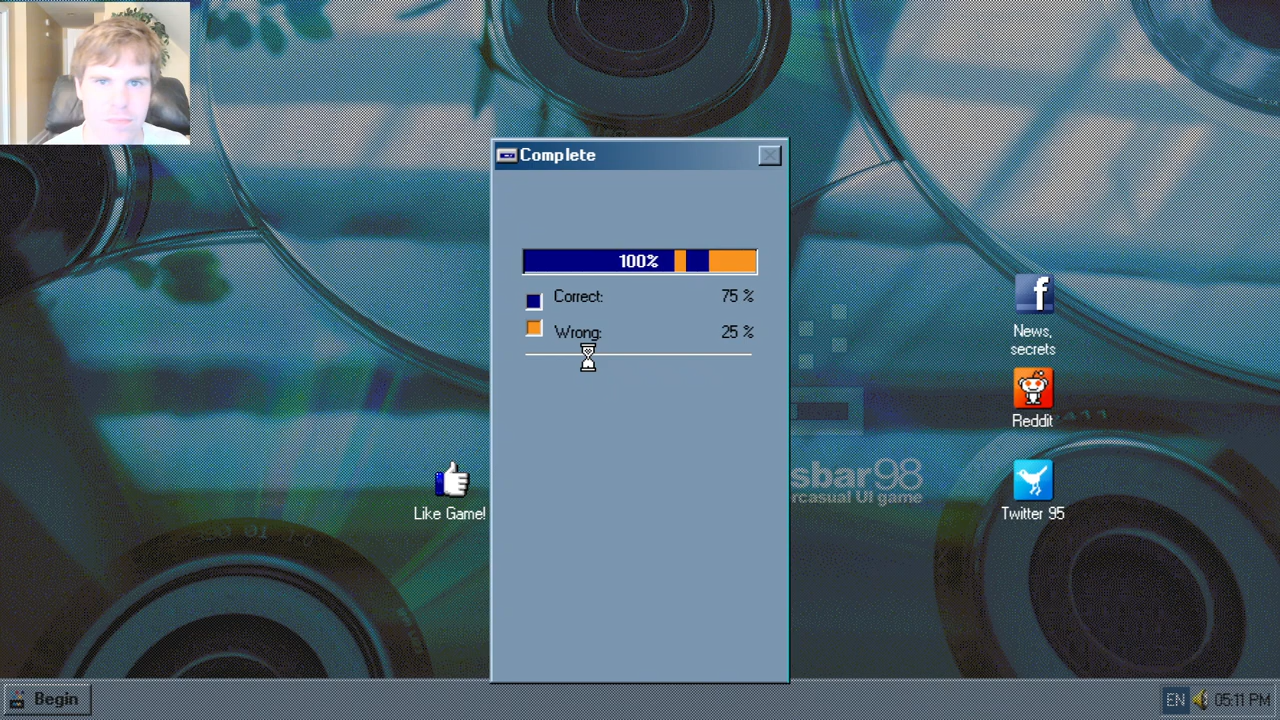 Complete
100%
Correct: 75 %
Wrong: 25 %
News,
secrets
Reddit
Twitter 95
Like Game!
sbar98
rcasual UI game
Begin
EN 05:11 PM